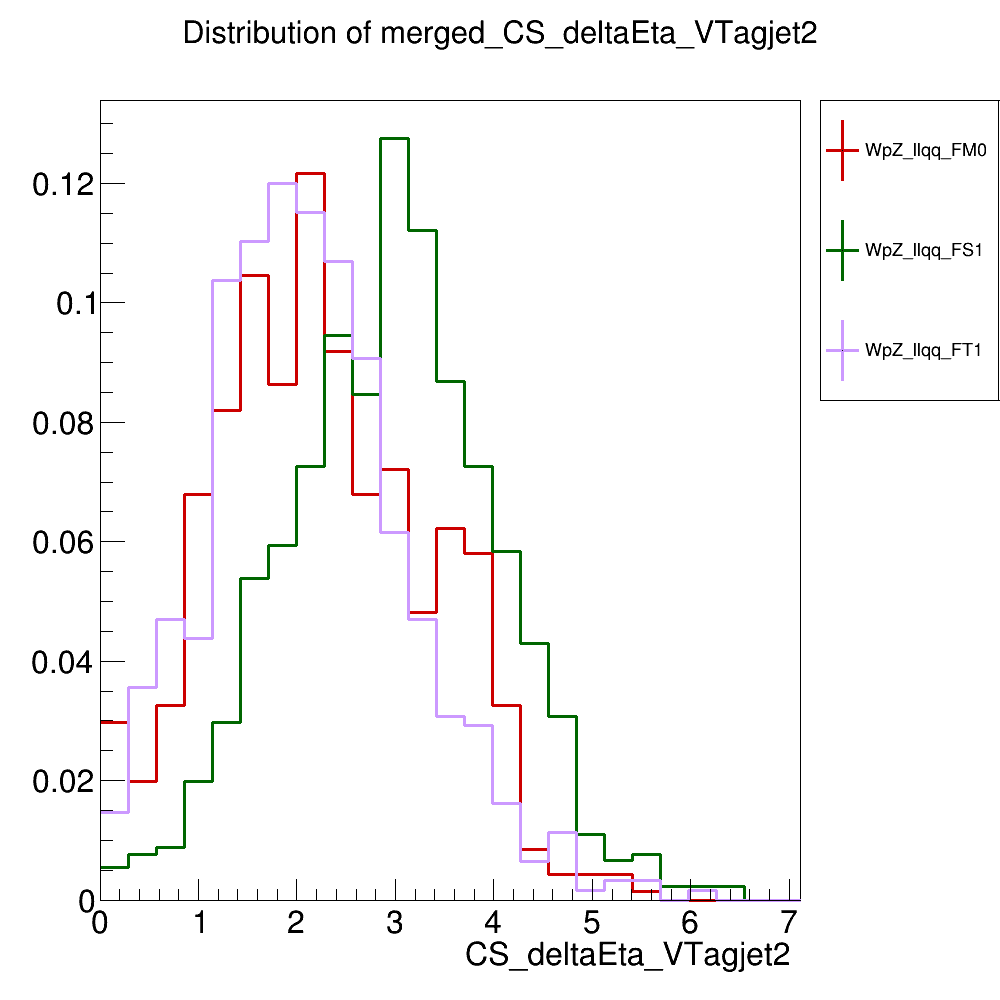 Distribution of merged_CS_deltaEta_VTagjet2
WpZ_llqq_FM0
WpZ_llqq_FS1
WpZ_llqq_FT1
0.12
0.1
0.08
0.06
0.04
0.02
0
0 1 2 3 4 5 6 7
CS_deltaEta_VTagjet2